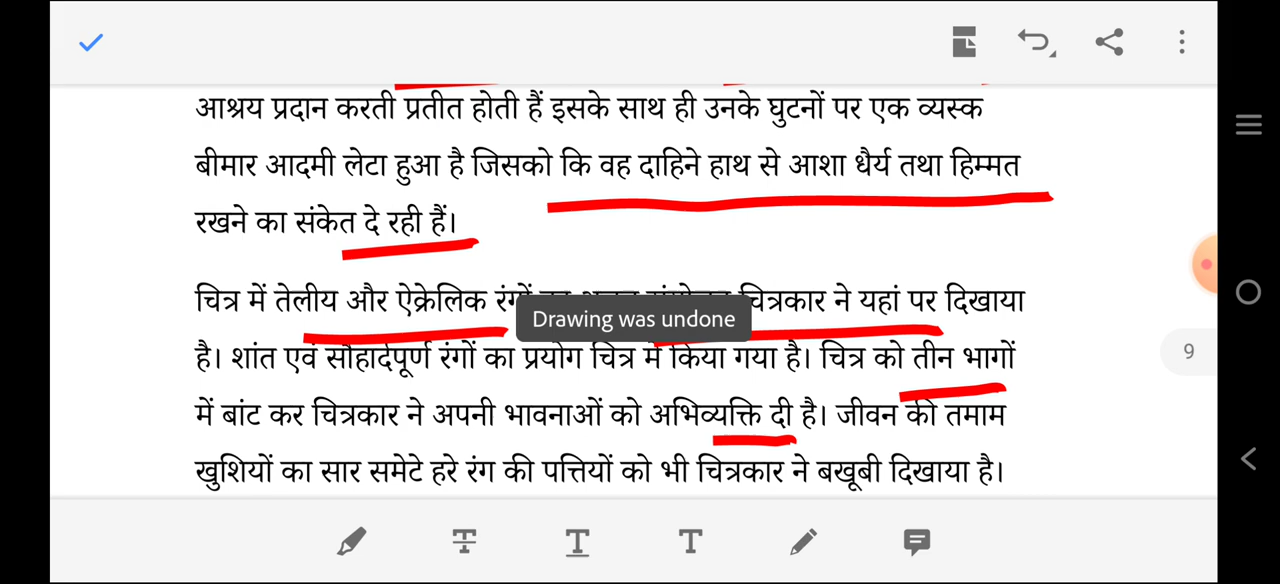 आश्रय प्रदान करती प्रतीत होती हैं इसके साथ ही उनके घुटनों पर एक व्यस्क
बीमार आदमी लेटा हुआ है जिसको कि वह दाहिने हाथ से आशा धैर्य तथा हिम्मत
रखने का संकेत दे रही हैं।
चित्र में तेलीय और ऐक्रेलिक रंगों चित्रकार ने यहां पर दिखाया
Drawing was undone
है। शांत एवं सौहार्दपूर्ण रंगों का प्रयोग चित्र में किया गया है। चित्र को तीन भागों
में बांट कर चित्रकार ने अपनी भावनाओं को अभिव्यक्ति दी है। जीवन की तमाम
खुशियों का सार समेटे हरे रंग की पत्तियों को भी चित्रकार ने बखूबी दिखाया है।
9